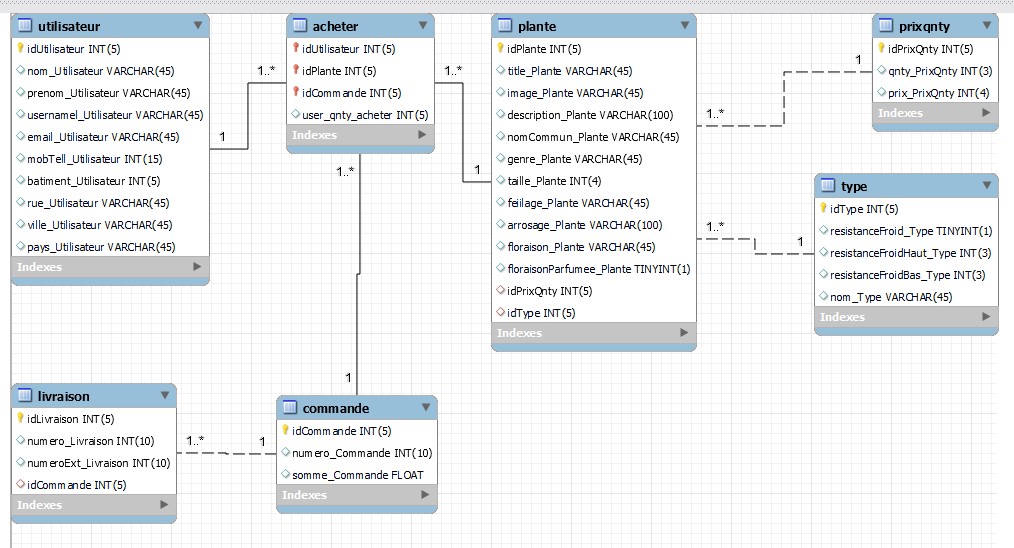 utilisateur
idUtilisateur INT(5)
nom_Utilisateur VARCHAR(45)
prenom_Utilisateur VARCHAR(45)
usernamel_Utilisateur VARCHAR(45)
email_Utilisateur VARCHAR(45)
mobTell_Utilisateur INT(15)
batiment_Utilisateur INT(5)
rue_Utilisateur VARCHAR(45)
ville_Utilisateur VARCHAR(45)
pays_Utilisateur VARCHAR(45)
Indexes
1
1..*
acheter
idUtilisateur INT(5)
idPlante INT(5)
idCommande INT(5)
user_qnty_acheter INT(5)
Indexes
1..*
1
1..*
1
plante
idPlante INT(5)
title_Plante VARCHAR(45)
image_Plante VARCHAR(45)
description_Plante VARCHAR(100)
nomCommun_Plante VARCHAR(45)
genre_Plante VARCHAR(45)
taille_Plante INT(4)
feilage_Plante VARCHAR(45)
arrosage_Plante VARCHAR(100)
floraison_Plante VARCHAR(45)
floraisonParfumee_Plante TINYINT(1)
idPrixQnty INT(5)
idType INT(5)
Indexes
1..*
1
1..*
1
prixqnty
idPrixQnty INT(5)
qnty_PrixQnty INT(3)
prix_PrixQnty INT(4)
Indexes
type
idType INT(5)
resistanceFroid_Type TINYINT(1)
resistanceFroidHaut_Type INT(3)
resistanceFroidBas_Type INT(3)
nom_Type VARCHAR(45)
Indexes
livraison
idLivraison INT(5)
numero_Livraison INT(10)
numeroExt_Livraison INT(10)
idCommande INT(5)
Indexes
1..*
1
commande
idCommande INT(5)
numero_Commande INT(10)
somme_Commande FLOAT
Indexes